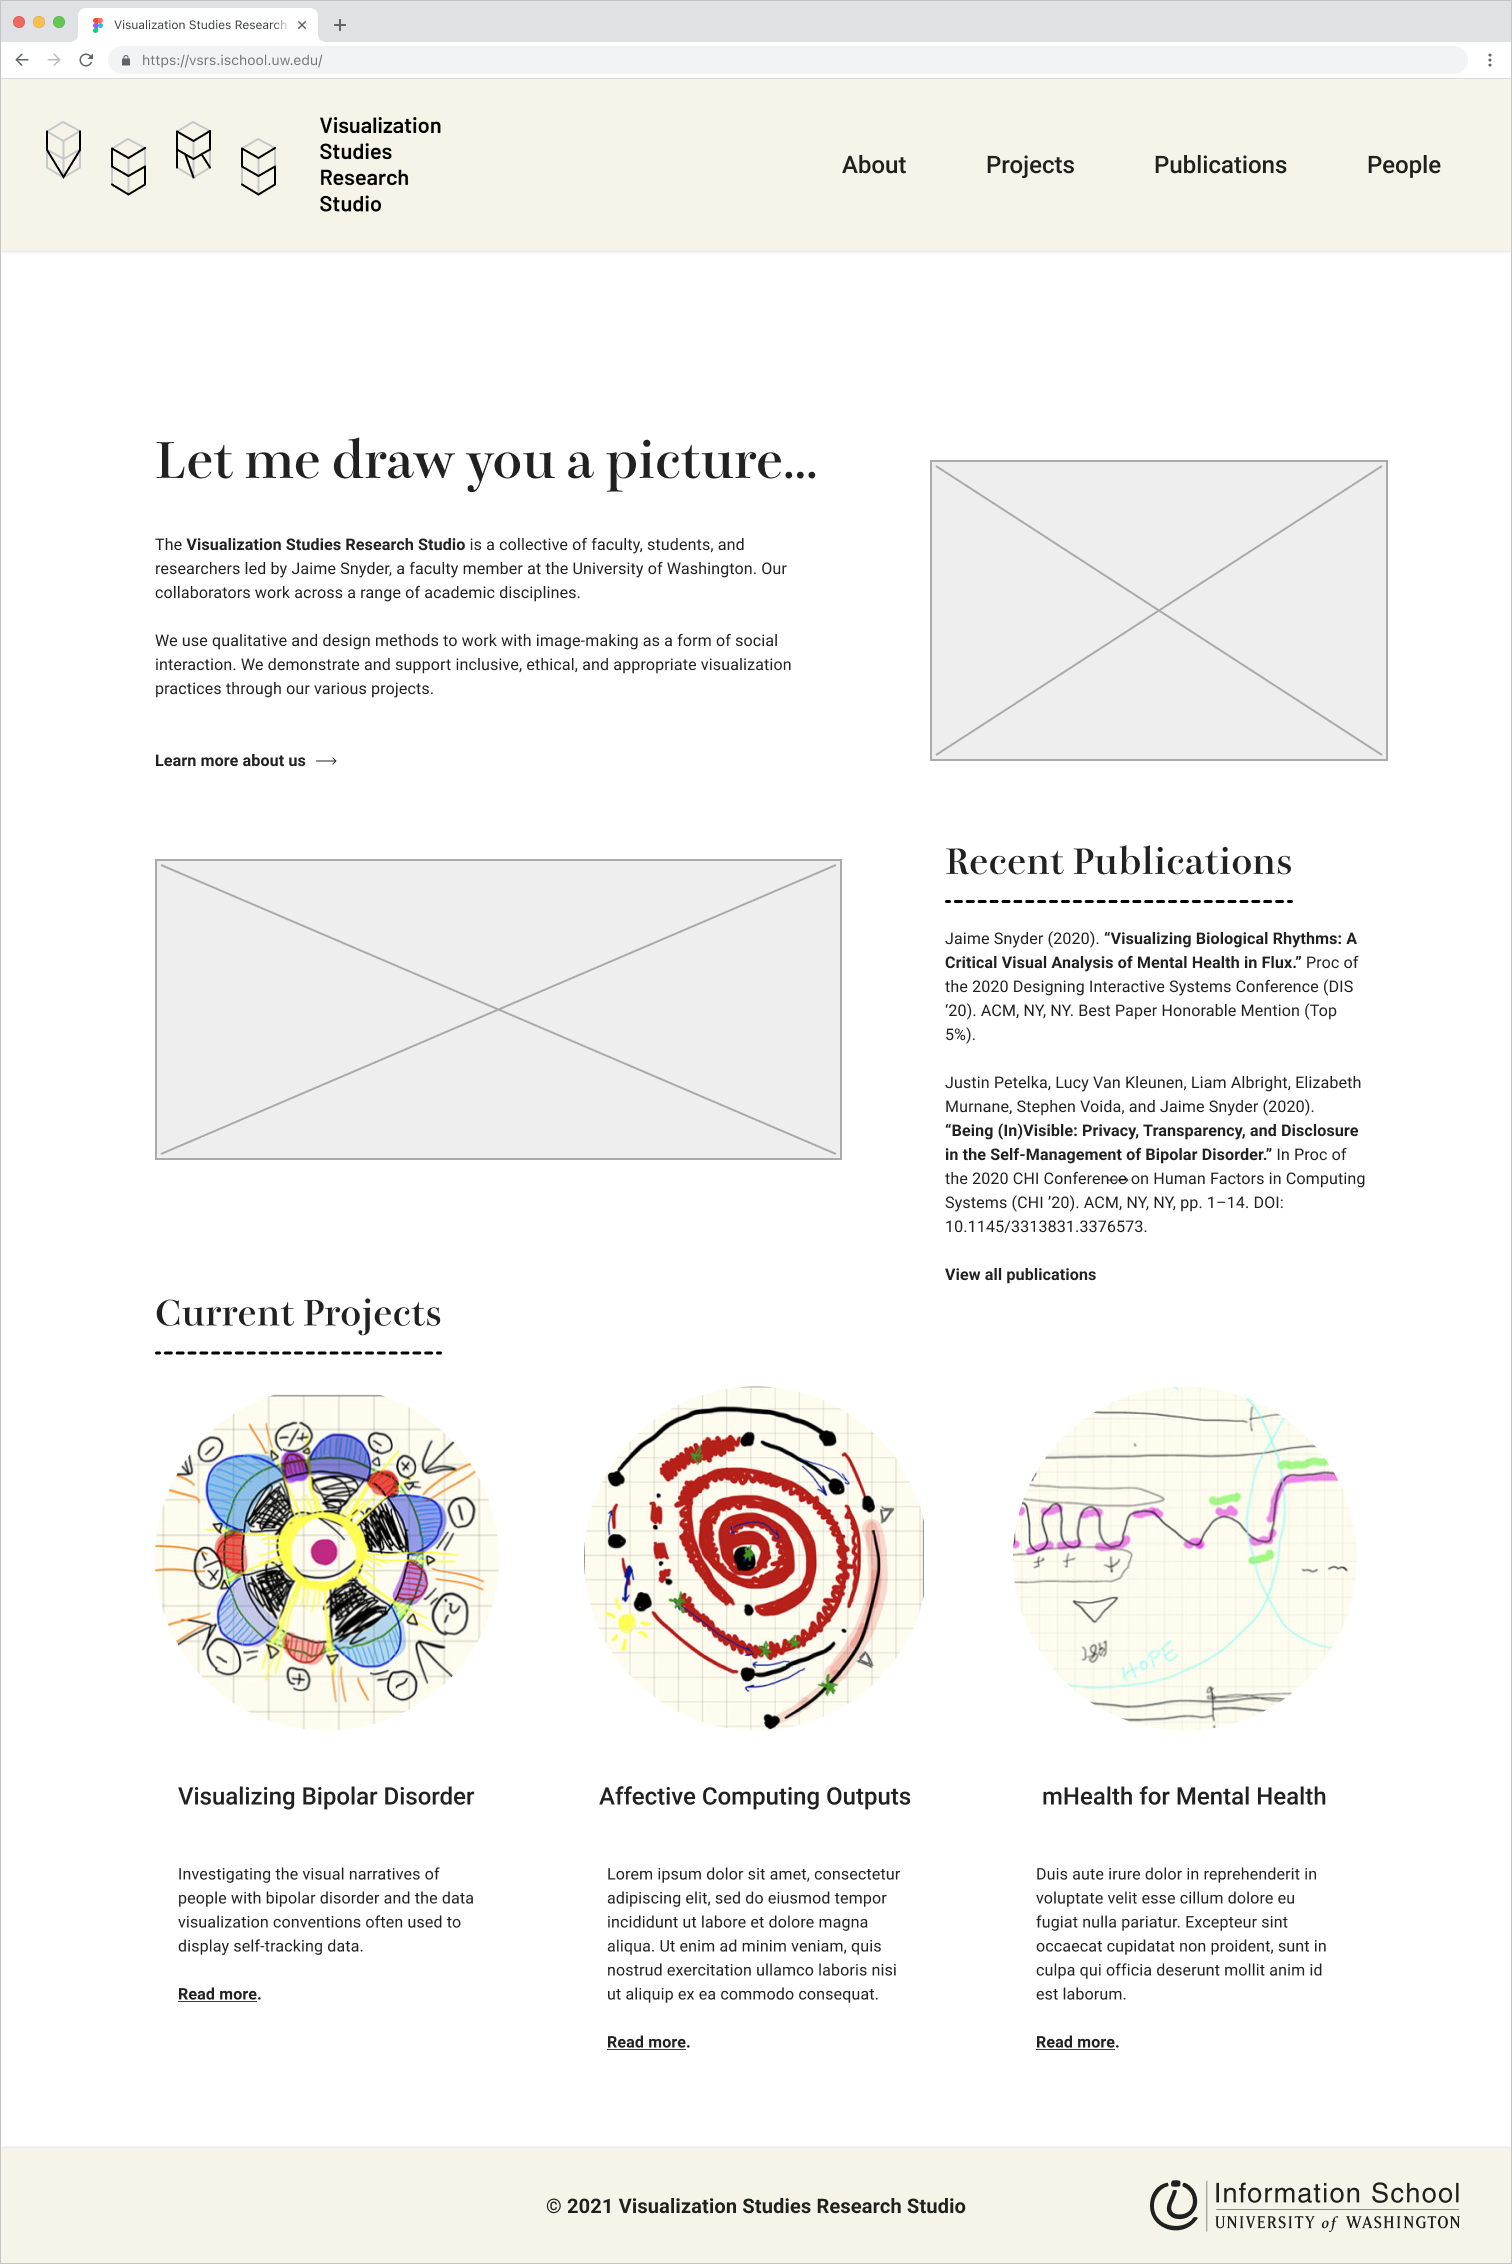 Visualization Studies Research
https://vsrs.ischool.uw.edu/
VSRS
Visualization
Studies
Research
Studio
About
Projects
Publications
People
Let me draw you a picture...
The Visualization Studies Research Studio is a collective of faculty, students, and
researchers led by Jaime Snyder, a faculty member at the University of Washington. Our
collaborators work across a range of academic disciplines.
We use qualitative and design methods to work with image-making as a form of social
interaction. We demonstrate and support inclusive, ethical, and appropriate visualization
practices through our various projects.
Learn more about us
Recent Publications
Jaime Snyder (2020). “Visualizing Biological Rhythms: A
Critical Visual Analysis of Mental Health in Flux.” Proc of
the 2020 Designing Interactive Systems Conference (DIS
‘20). ACM, NY, NY. Best Paper Honorable Mention (Top
5%).
Justin Petelka, Lucy Van Kleunen, Liam Albright, Elizabeth
Murnane, Stephen Voida, and Jaime Snyder (2020).
“Being (In)Visible: Privacy, Transparency, and Disclosure
in the Self-Management of Bipolar Disorder.” In Proc of
the 2020 CHI Conference on Human Factors in Computing
Systems (CHI ’20). ACM, NY, NY, pp. 1–14. DOI:
10.1145/3313831.3376573.
View all publications
Current Projects
HOPE
Visualizing Bipolar Disorder
Investigating the visual narratives of
people with bipolar disorder and the data
visualization conventions often used to
display self-tracking data.
Read more.
Affective Computing Outputs
Lorem ipsum dolor sit amet, consectetur
adipiscing elit, sed do eiusmod tempor
incididunt ut labore et dolore magna
aliqua. Ut enim ad minim veniam, quis
nostrud exercitation ullamco laboris nisi
ut aliquip ex ea commodo consequat.
Read more.
mHealth for Mental Health
Duis aute irure dolor in reprehenderit in
voluptate velit esse cillum dolore eu
fugiat nulla pariatur. Excepteur sint
occaecat cupidatat non proident, sunt in
culpa qui officia deserunt mollit anim id
est laborum.
Read more.
© 2021 Visualization Studies Research Studio
Information School
UNIVERSITY of WASHINGTON